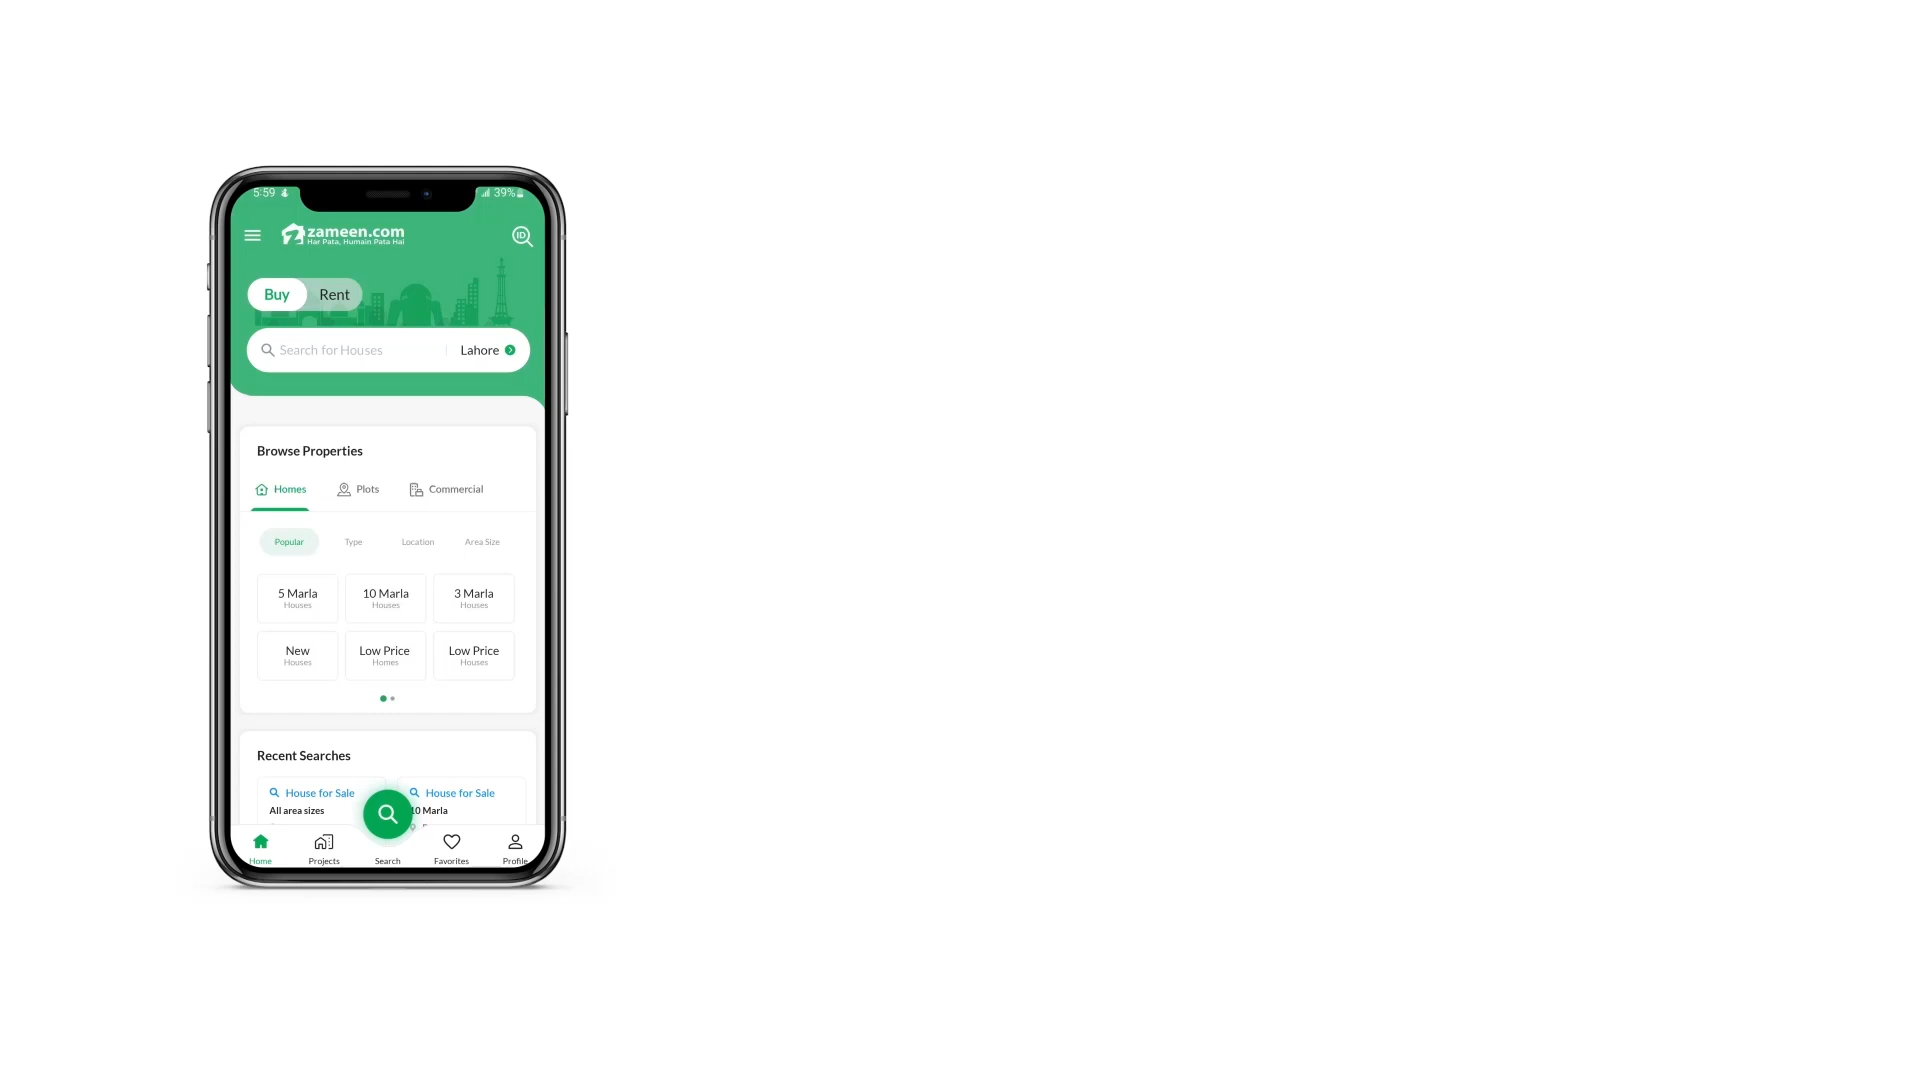 5:59
39%
zameen.com
Har Pata, Humain Pata Hai
ID
Buy Rent
Search for Houses Lahore
Browse Properties
Homes Plots Commercial
Popular Type Location Area Size
5 Marla 10 Marla 3 Marla
Houses Houses Houses
New Low Price Low Price
Houses Homes Houses
Recent Searches
House for Sale House for Sale
All area sizes 10 Marla
Home Projects Search Favorites Profile